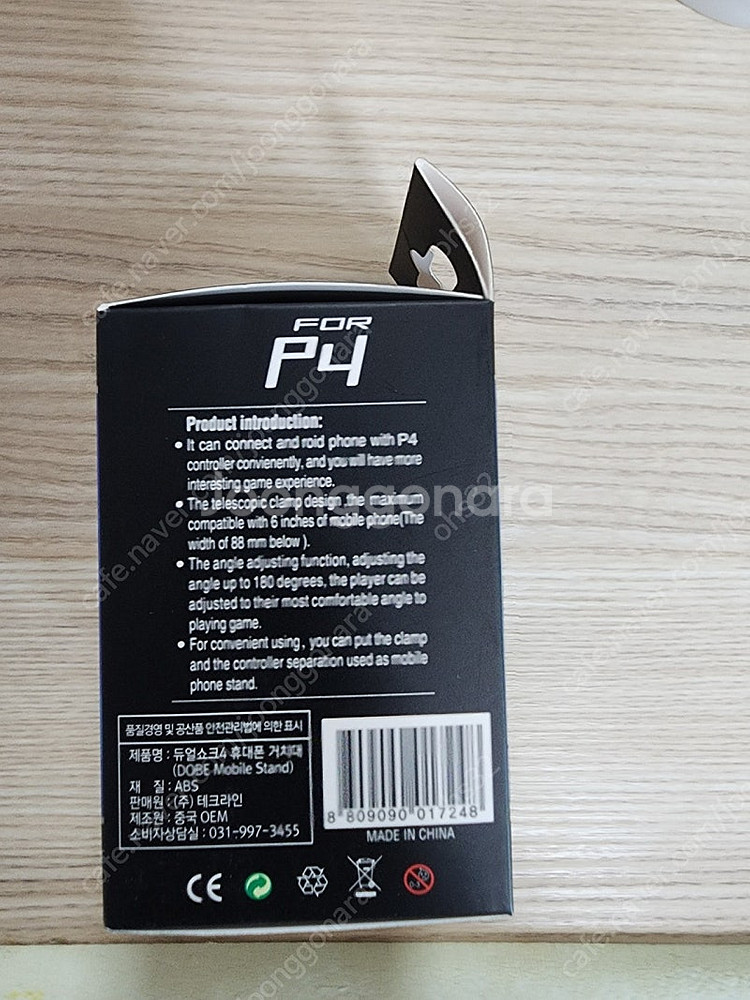 FOR
P4
Product introduction:
• It can connect and roid phone with P4
controller convienently, and you will have more
interesting game experience.
• The telescopic clamp design ,the maximum
compatible with 6 inches of mobile phone(The
width of 88 mm below ).
• The angle adjusting function, adjusting the
angle up to 180 degrees, the player can be
adjusted to their most comfortable angle to
playing game.
• For convenient using , you can put the clamp
and the controller separation used as mobile
phone stand.
품질경영 및 공산품 안전관리법에 의한 표시
제품명 : 듀얼쇼크4 휴대폰 거치대
(DOBE Mobile Stand)
재 질 : ABS
판매원 : (주) 테크라인
제조원 : 중국 OEM
소비자상담실 : 031-997-3455
8 809090 017248
MADE IN CHINA
CE
0-3
joonggonara
cafe.naver.com/joonggonara